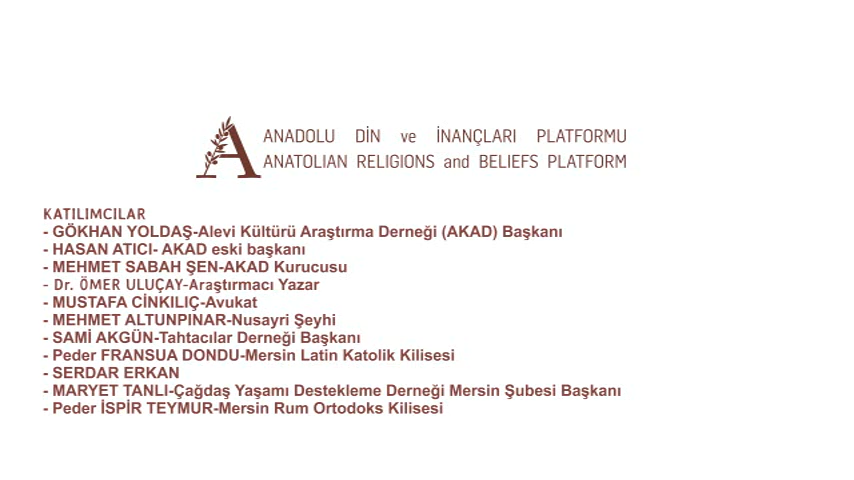 ANADOLU DİN ve İNANÇLARI PLATFORMU
ANATOLIAN RELIGIONS and BELIEFS PLATFORM
KATILIMCILAR
- GÖKHAN YOLDAŞ-Alevi Kültürü Araştırma Derneği (AKAD) Başkanı
- HASAN ATICI- AKAD eski başkanı
- MEHMET SABAH ŞEN-AKAD Kurucusu
- Dr. ÖMER ULUÇAY-Araştırmacı Yazar
- MUSTAFA CİNKILIÇ-Avukat
- MEHMET ALTUNPINAR-Nusayri Şeyhi
- SAMİ AKGÜN-Tahtacılar Derneği Başkanı
- Peder FRANSUA DONDU-Mersin Latin Katolik Kilisesi
- SERDAR ERKAN
- MARYET TANLI-Çağdaş Yaşamı Destekleme Derneği Mersin Şubesi Başkanı
- Peder İSPİR TEYMUR-Mersin Rum Ortodoks Kilisesi